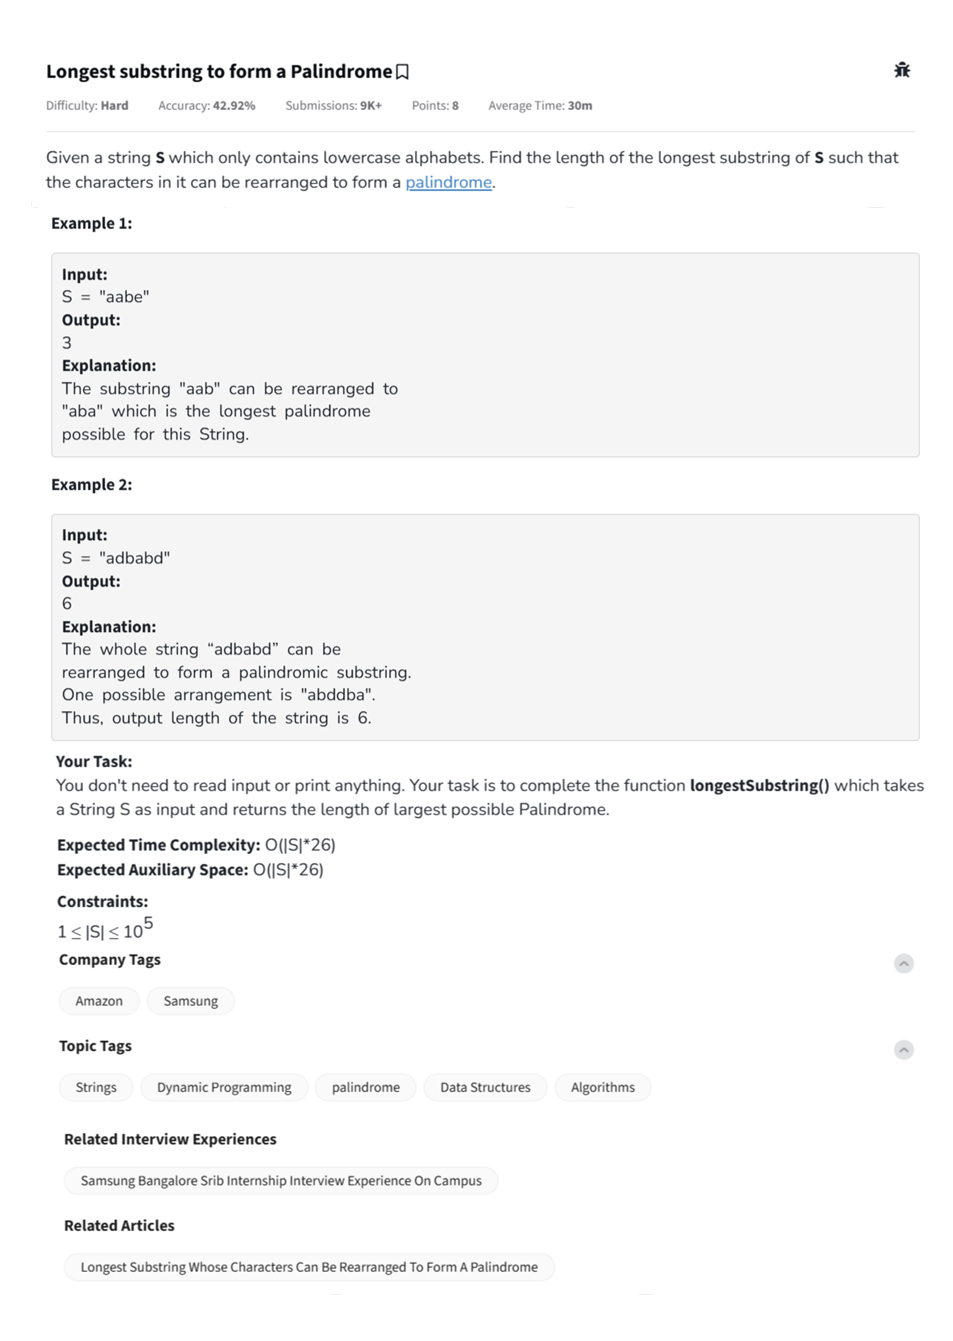 Longest substring to form a Palindrome
Difficulty: Hard Accuracy: 42.92% Submissions: 9K+ Points: 8 Average Time: 30m
Given a string S which only contains lowercase alphabets. Find the length of the longest substring of S such that
the characters in it can be rearranged to form a palindrome.
Example 1:
Input:
S = "aabe"
Output:
3
Explanation:
The substring "aab" can be rearranged to
"aba" which is the longest palindrome
possible for this String.
Example 2:
Input:
S = "adbabd"
Output:
6
Explanation:
The whole string “adbabd” can be
rearranged to form a palindromic substring.
One possible arrangement is "abddba".
Thus, output length of the string is 6.
Your Task:
You don't need to read input or print anything. Your task is to complete the function longestSubstring() which takes
a String S as input and returns the length of largest possible Palindrome.
Expected Time Complexity: O(|S|*26)
Expected Auxiliary Space: O(|S|*26)
Constraints:
1 ≤ |S| ≤ 10^5
Company Tags
Amazon Samsung
Topic Tags
Strings Dynamic Programming palindrome Data Structures Algorithms
Related Interview Experiences
Samsung Bangalore Srib Internship Interview Experience On Campus
Related Articles
Longest Substring Whose Characters Can Be Rearranged To Form A Palindrome